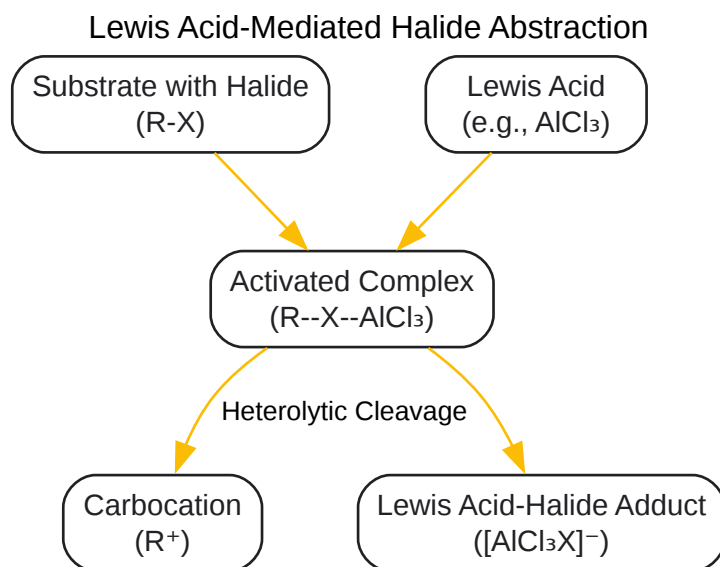 Lewis Acid-Mediated Halide Abstraction
Substrate with Halide
(R-X)
Lewis Acid
(e.g., AlCl₃)
Activated Complex
(R--X--AlCl₃)
Heterolytic Cleavage
Carbocation
(R⁺)
Lewis Acid-Halide Adduct
([AlCl₃X]⁻)